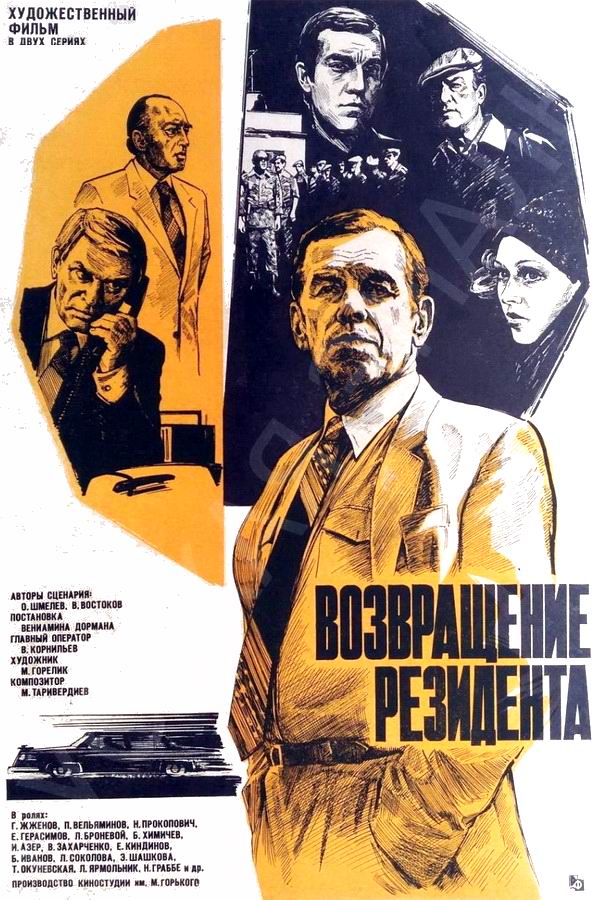 ХУДОЖЕСТВЕННЫЙ
ФИЛЬМ
В ДВУХ СЕРИЯХ
АВТОРЫ СЦЕНАРИЯ:
О. ШМЕЛЕВ, В. ВОСТОКОВ
ПОСТАНОВКА
ВЕНИАМИНА ДОРМАНА
ГЛАВНЫЙ ОПЕРАТОР
В. КОРНИЛЬЕВ
ХУДОЖНИК
М. ГОРЕЛИК
КОМПОЗИТОР
М. ТАРИВЕРДИЕВ
ВОЗВРАЩЕНИЕ
РЕЗИДЕНТА
В ролях:
Г. ЖЖЕНОВ, П. ВЕЛЬЯМИНОВ, Н. ПРОКОПОВИЧ,
Е. ГЕРАСИМОВ, Л. БРОНЕВОЙ, Б. ХИМИЧЕВ,
И. АЗЕР, В. ЗАХАРЧЕНКО, Е. КИНДИНОВ,
Б. ИВАНОВ, Л. СОКОЛОВА, Э. ШАШКОВА,
Т. ОКУНЕВСКАЯ, Л. ЯРМОЛЬНИК, Н. ГРАББЕ и др.
ПРОИЗВОДСТВО КИНОСТУДИИ ИМ. М. ГОРЬКОГО